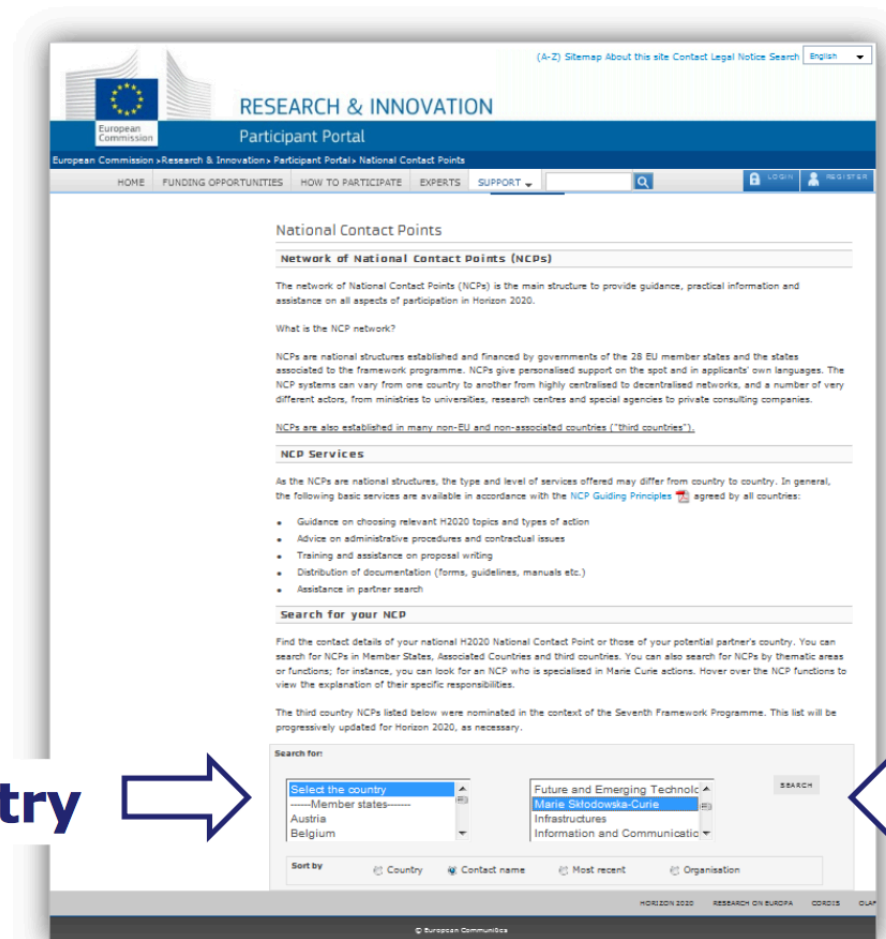 (A-Z) Sitemap About this site Contact Legal Notice Search English
RESEARCH & INNOVATION
European
Commission
Participant Portal
European Commission > Research & Innovation > Participant Portal > National Contact Points
HOME FUNDING OPPORTUNITIES HOW TO PARTICIPATE EXPERTS SUPPORT LOGIN REGISTER
National Contact Points
Network of National Contact Points (NCPs)
The network of National Contact Points (NCPs) is the main structure to provide guidance, practical information and
assistance on all aspects of participation in Horizon 2020.
What is the NCP network?
NCPs are national structures established and financed by governments of the 28 EU member states and the states
associated to the framework programme. NCPs give personalised support on the spot and in applicants' own languages. The
NCP systems can vary from one country to another from highly centralised to decentralised networks, and a number of very
different actors, from ministries to universities, research centres and special agencies to private consulting companies.
NCPs are also established in many non-EU and non-associated countries ("third countries").
NCP Services
As the NCPs are national structures, the type and level of services offered may differ from country to country. In general,
the following basic services are available in accordance with the NCP Guiding Principles agreed by all countries:
Guidance on choosing relevant H2020 topics and types of action
Advice on administrative procedures and contractual issues
Training and assistance on proposal writing
Distribution of documentation (forms, guidelines, manuals etc.)
Assistance in partner search
Search for your NCP
Find the contact details of your national H2020 National Contact Point or those of your potential partner's country. You can
search for NCPs in Member States, Associated Countries and third countries. You can also search for NCPs by thematic areas
or functions; for instance, you can look for an NCP who is specialised in Marie Curie actions. Hover over the NCP functions to
view the explanation of their specific responsibilities.
The third country NCPs listed below were nominated in the context of the Seventh Framework Programme. This list will be
progressively updated for Horizon 2020, as necessary.
Search for:
try
Select the country
------Member states-------
Austria
Belgium
Future and Emerging Technolo
Marie Skłodowska-Curie
Infrastructures
Information and Communicatio
SEARCH
Sort by Country Contact name Most recent Organisation
HORIZON 2020 RESEARCH ON EUROPA CORDIS OLAF
© European Communities